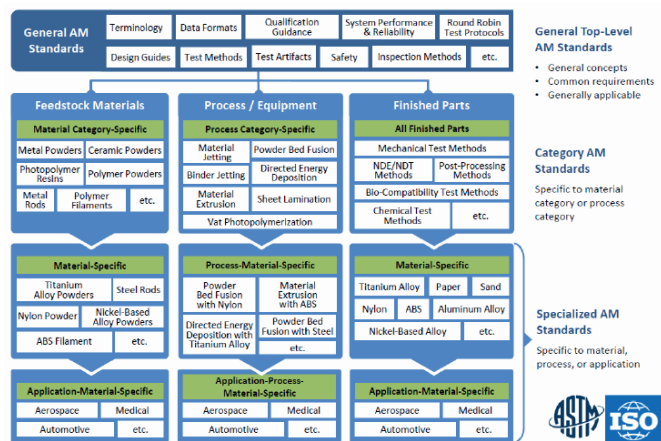 General AM
Standards
Terminology
Data Formats
Qualification
Guidance
System Performance
& Reliability
Round Robin
Test Protocols
Design Guides
Test Methods
Test Artifacts
Safety
Inspection Methods
etc.
General Top-Level
AM Standards
• General concepts
• Common requirements
• Generally applicable
Feedstock Materials
Material Category-Specific
Metal Powders
Ceramic Powders
Photopolymer
Resins
Polymer Powders
Metal
Rods
Polymer
Filaments
etc.
Process / Equipment
Process Category-Specific
Material
Jetting
Powder Bed Fusion
Binder Jetting
Directed Energy
Deposition
Material
Extrusion
Sheet Lamination
Vat Photopolymerization
Finished Parts
All Finished Parts
Mechanical Test Methods
NDE/NDT
Methods
Post-Processing
Methods
Bio-Compatibility Test Methods
Chemical Test
Methods
etc.
Category AM
Standards
Specific to material
category or process
category
Material-Specific
Titanium
Alloy Powders
Steel Rods
Nylon Powder
Nickel-Based
Alloy Powders
ABS Filament
etc.
Process-Material-Specific
Powder
Bed Fusion
with Nylon
Material
Extrusion
with ABS
Directed Energy
Deposition with
Titanium Alloy
Powder Bed
Fusion with Steel
etc.
Material-Specific
Titanium Alloy
Paper
Sand
Nylon
ABS
Aluminum Alloy
Nickel-Based Alloy
etc.
Specialized AM
Standards
Specific to material,
process, or application
Application-Material-Specific
Aerospace
Medical
Automotive
etc.
Application-Process-
Material-Specific
Aerospace
Medical
Automotive
etc.
Application-Material-Specific
Aerospace
Medical
Automotive
etc.
ASTM
ISO